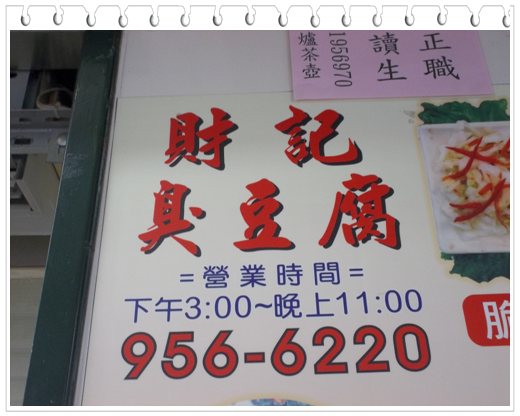 正職
讀生
1956970
爐茶壺
財記
臭豆腐
=營業時間=
下午3:00~晚上11:00
956-6220
脆